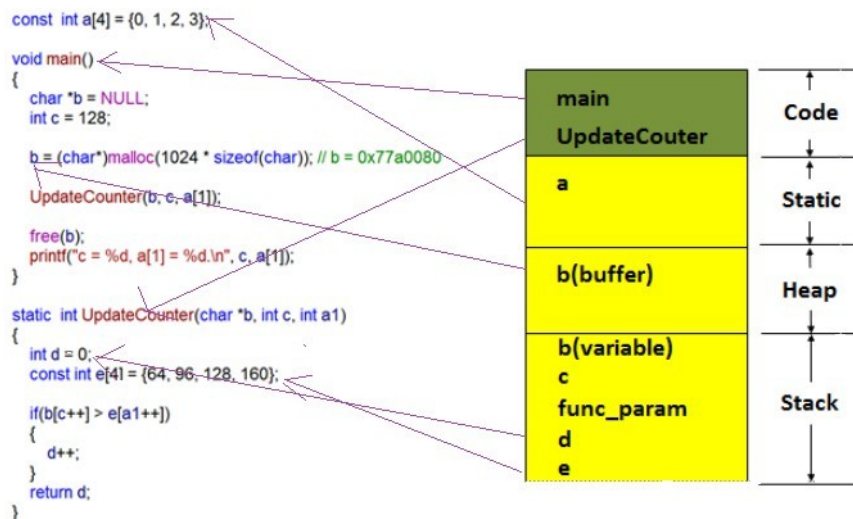 const int a[4] = {0, 1, 2, 3};
void main()
{
char *b = NULL;
int c = 128;
b = (char*)malloc(1024 * sizeof(char)); // b = 0x77a0080
UpdateCounter(b, c, a[1]);
free(b);
printf("c = %d, a[1] = %d.\n", c, a[1]);
}
static int UpdateCounter(char *b, int c, int a1)
{
int d = 0;
const int e[4] = {64, 96, 128, 160};
if(b[c++] > e[a1++])
{
d++;
}
return d;
}
main
UpdateCouter
Code
a
Static
b(buffer)
Heap
b(variable)
c
func_param
d
e
Stack